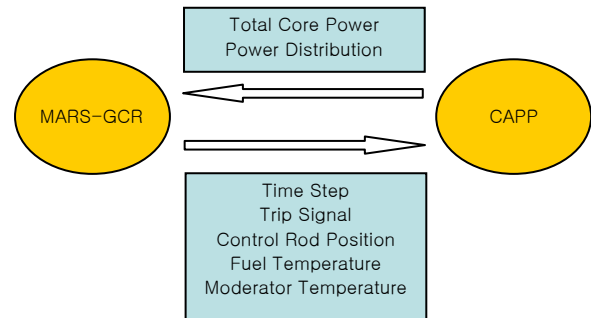 Total Core Power
Power Distribution
MARS-GCR
CAPP
Time Step
Trip Signal
Control Rod Position
Fuel Temperature
Moderator Temperature